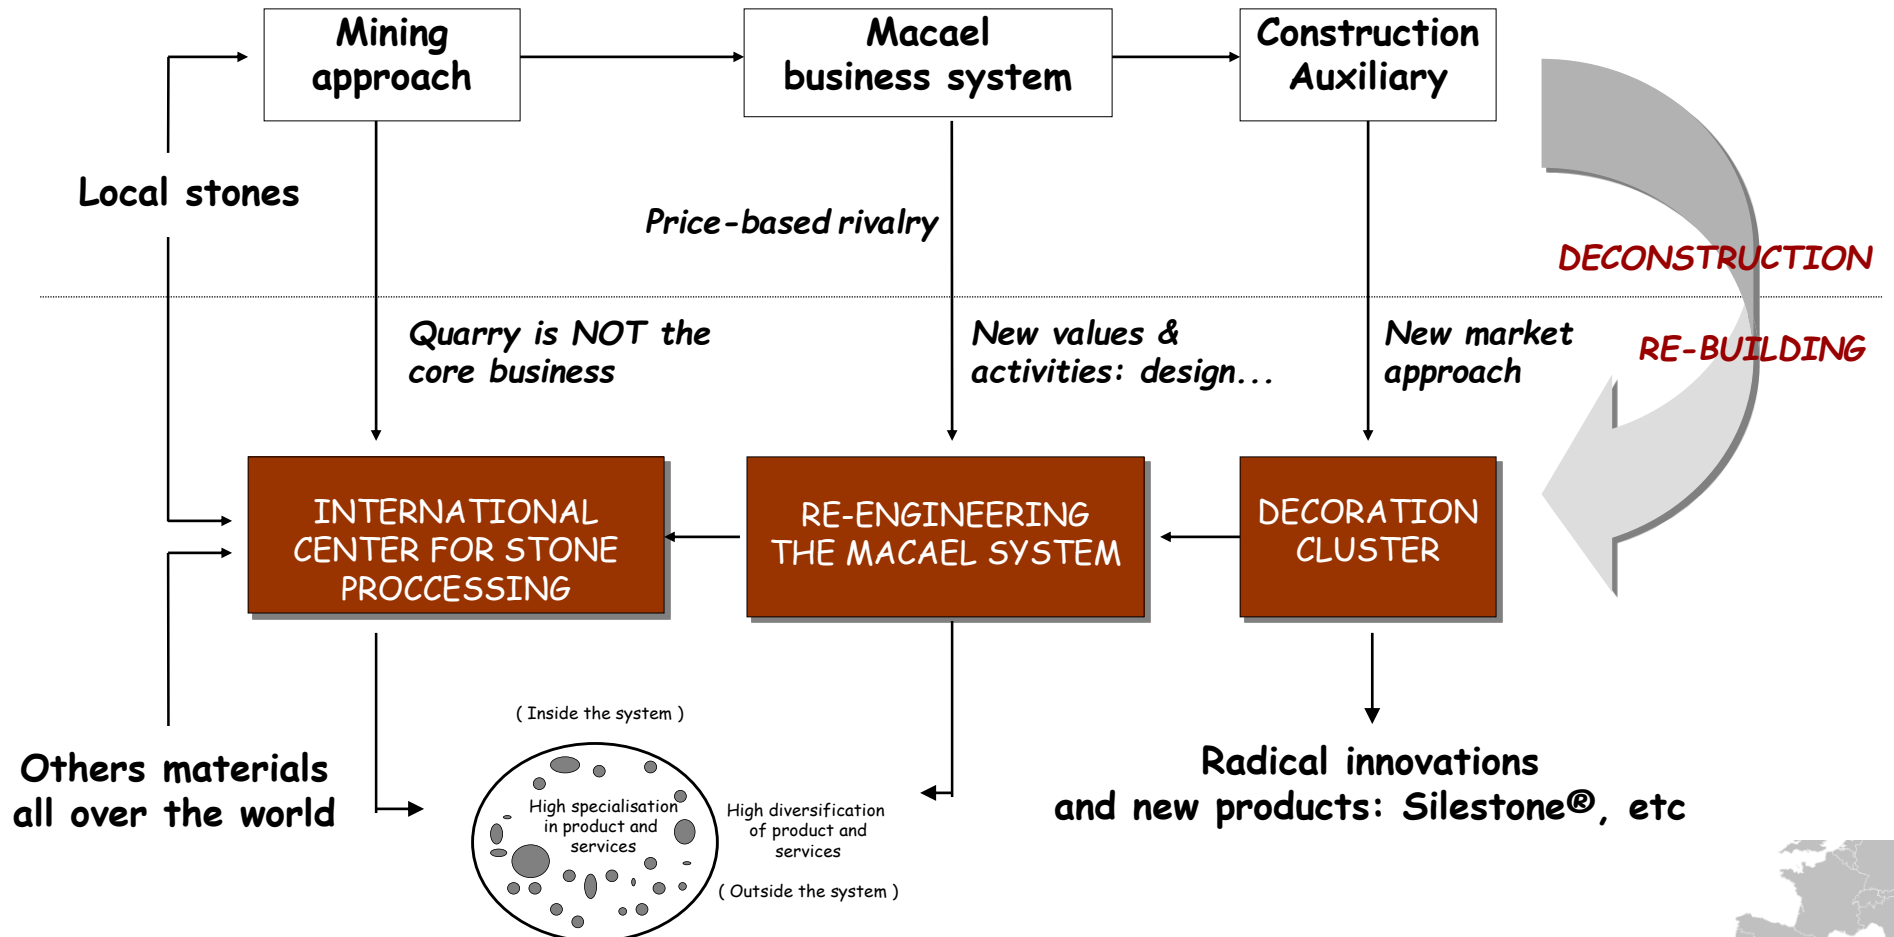 Mining
approach
Macael
business system
Construction
Auxiliary
Local stones
Price-based rivalry
DECONSTRUCTION
Quarry is NOT the
core business
New values &
activities: design...
New market
approach
RE-BUILDING
INTERNATIONAL
CENTER FOR STONE
PROCCESSING
RE-ENGINEERING
THE MACAEL SYSTEM
DECORATION
CLUSTER
( Inside the system )
Others materials
all over the world
High specialisation
in product and
services
High diversification
of product and
services
( Outside the system )
Radical innovations
and new products: Silestone®, etc